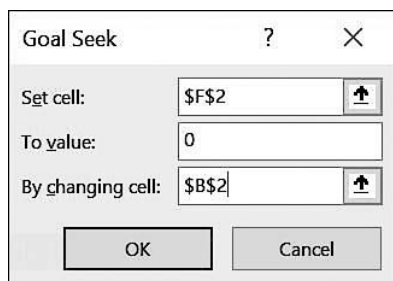 Goal Seek ?
Set cell: $F$2
To value: 0
By changing cell: $B$2
OK Cancel